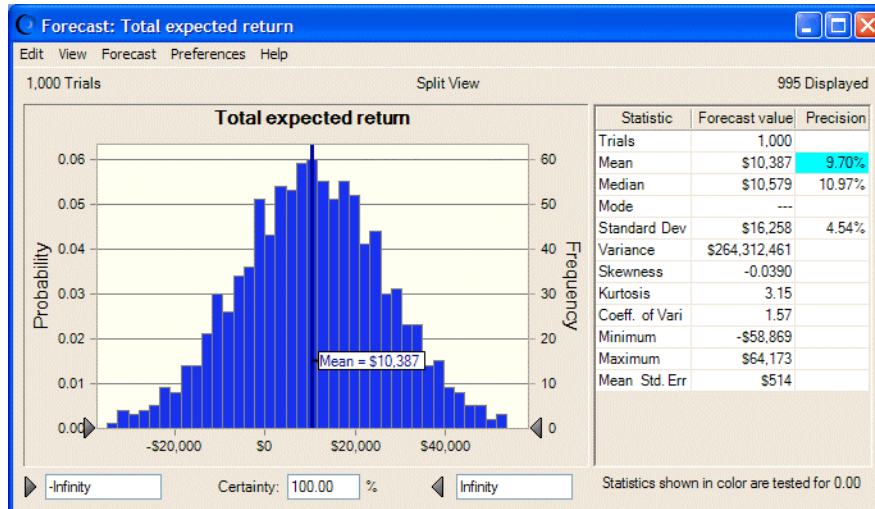 Forecast: Total expected return
Edit View Forecast Preferences Help
1,000 Trials Split View 995 Displayed
Total expected return
Probability
0.06
0.05
0.04
0.03
0.02
0.01
0.00
Mean = $10,387
-$20,000 $0 $20,000 $40,000
60
50
40
30
20
10
0
Frequency
Statistic Forecast value Precision
Trials 1,000
Mean $10,387 9.70%
Median $10,579 10.97%
Mode ---
Standard Dev $16,258 4.54%
Variance $264,312,461
Skewness -0.0390
Kurtosis 3.15
Coeff. of Vari 1.57
Minimum -$58,869
Maximum $64,173
Mean Std. Err $514
-Infinity Certainty: 100.00 % Infinity
Statistics shown in color are tested for 0.00